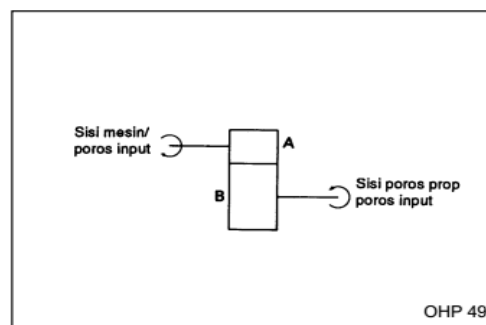 Sisi mesin/
poros input
A
B
Sisi poros prop
poros input
OHP 49